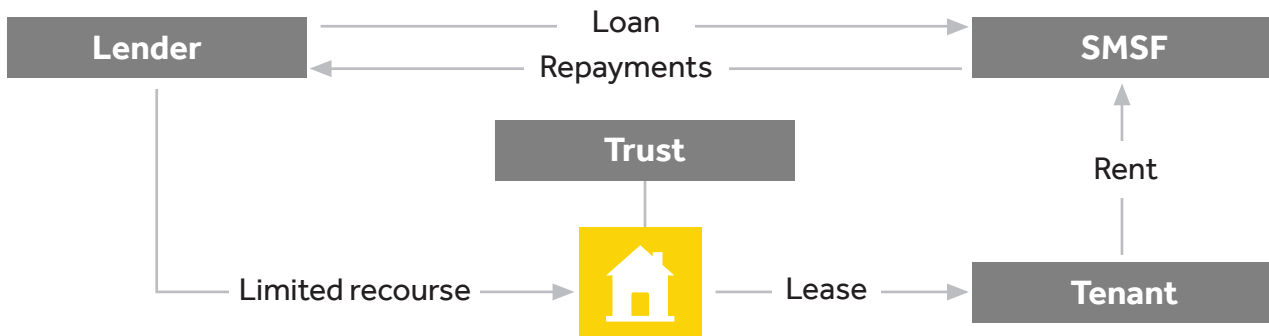 Loan
Lender
SMSF
Repayments
Trust
Rent
Limited recourse
Lease
Tenant